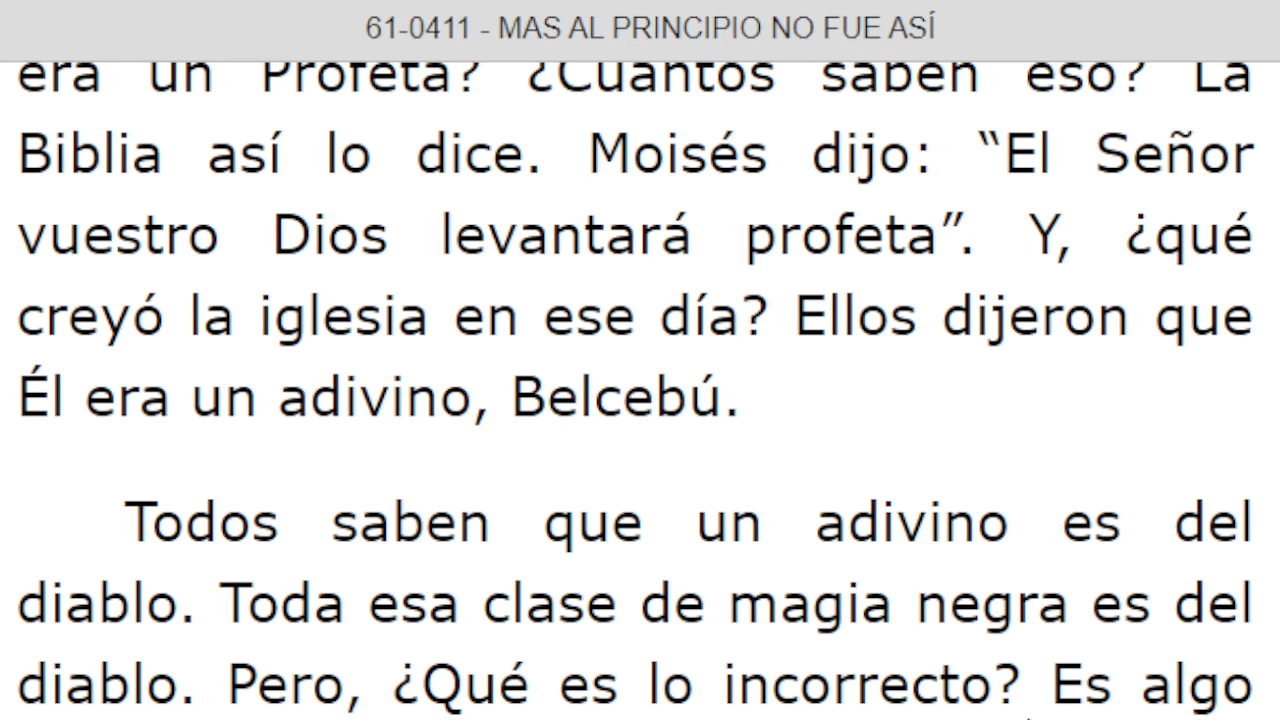 61-0411 - MAS AL PRINCIPIO NO FUE ASÍ
era un Profeta? ¿Cuántos saben eso? La
Biblia así lo dice. Moisés dijo: “El Señor
vuestro Dios levantará profeta”. Y, ¿qué
creyó la iglesia en ese día? Ellos dijeron que
Él era un adivino, Belcebú.
Todos saben que un adivino es del
diablo. Toda esa clase de magia negra es del
diablo. Pero, ¿Qué es lo incorrecto? Es algo